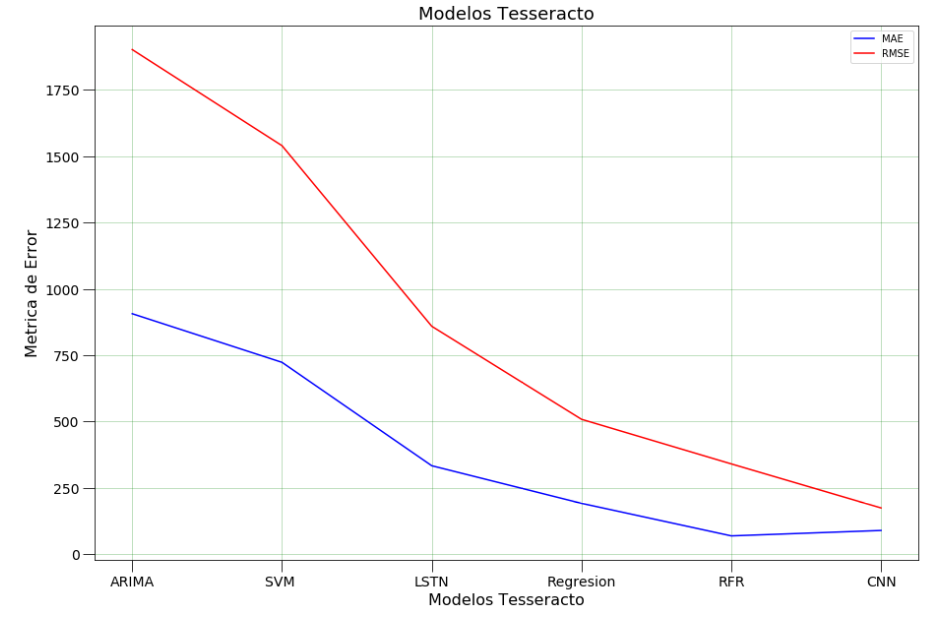 Modelos Tesseracto
MAE
RMSE
Metrica de Error
1750
1500
1250
1000
750
500
250
0
ARIMA SVM LSTN Regresion RFR CNN
Modelos Tesseracto